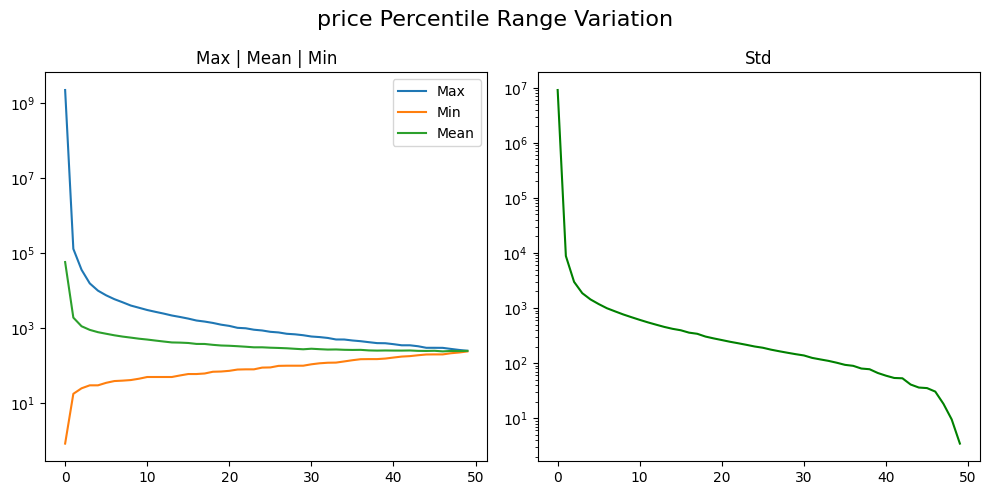 price Percentile Range Variation
Max | Mean | Min
Max
Min
Mean
10⁹
10⁷
10⁵
10³
10¹
0 10 20 30 40 50
Std
10⁷
10⁶
10⁵
10⁴
10³
10²
10¹
0 10 20 30 40 50